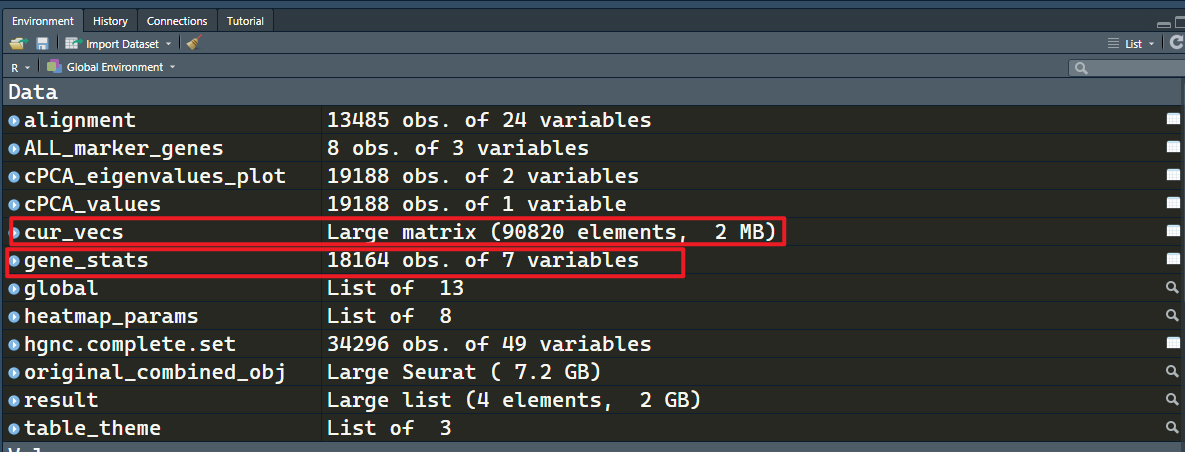 Environment History Connections Tutorial
Import Dataset List
R Global Environment
Data
alignment 13485 obs. of 24 variables
ALL_marker_genes 8 obs. of 3 variables
cPCA_eigenvalues_plot 19188 obs. of 2 variables
cPCA_values 19188 obs. of 1 variable
cur_vecs Large matrix (90820 elements, 2 MB)
gene_stats 18164 obs. of 7 variables
global List of 13
heatmap_params List of 8
hgnc.complete.set 34296 obs. of 49 variables
original_combined_obj Large Seurat ( 7.2 GB)
result Large list (4 elements, 2 GB)
table_theme List of 3